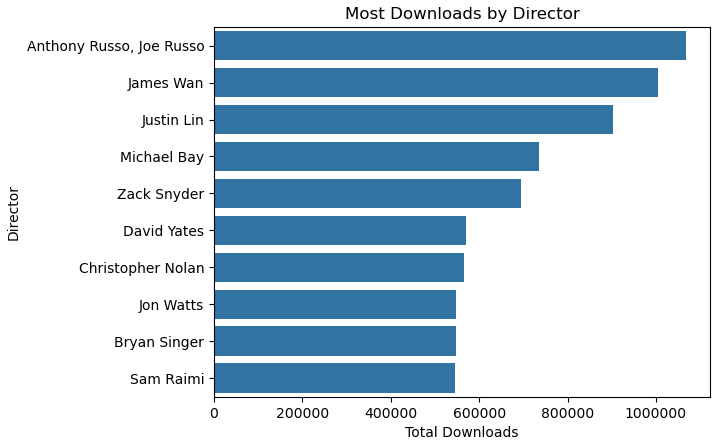 Most Downloads by Director
Director
Anthony Russo, Joe Russo
James Wan
Justin Lin
Michael Bay
Zack Snyder
David Yates
Christopher Nolan
Jon Watts
Bryan Singer
Sam Raimi
0 200000 400000 600000 800000 1000000
Total Downloads